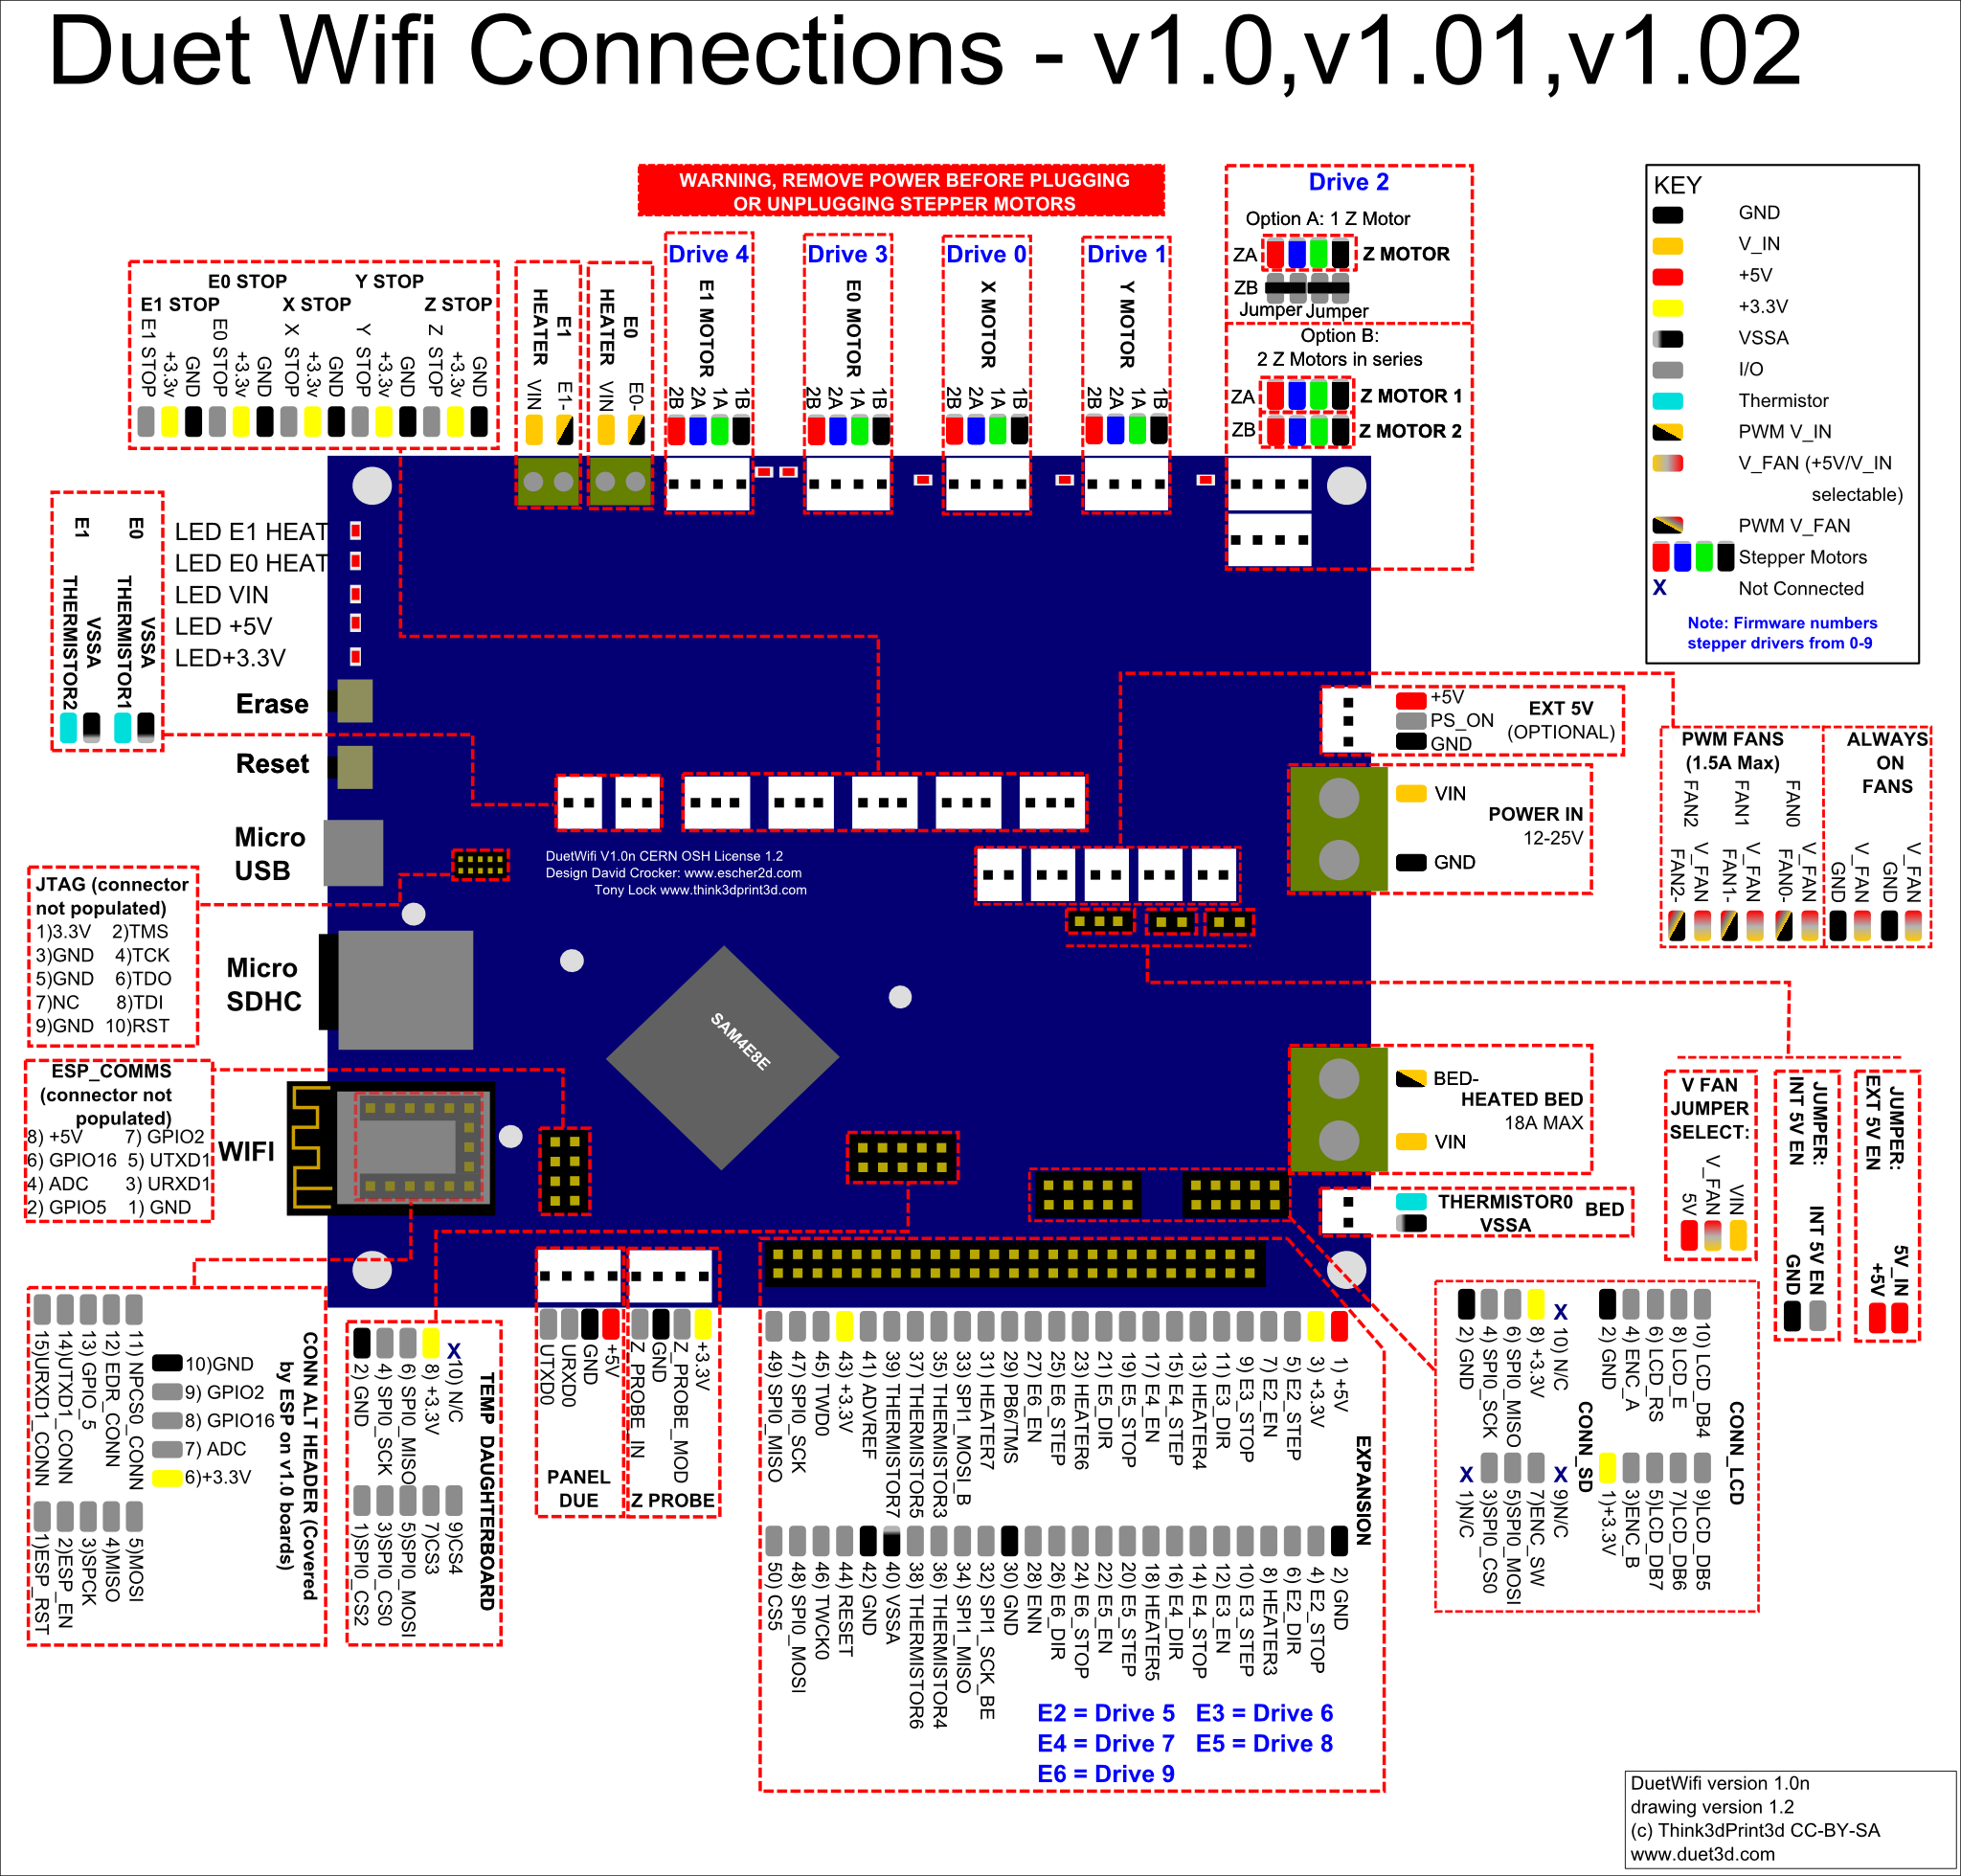 Duet Wifi Connections - v1.0,v1.01,v1.02
WARNING, REMOVE POWER BEFORE PLUGGING
OR UNPLUGGING STEPPER MOTORS
E0 STOP
Y STOP
E1 STOP
X STOP
Z STOP
E1 STOP
+3.3v
GND
E0 STOP
+3.3v
GND
X STOP
+3.3v
GND
Y STOP
+3.3v
GND
Z STOP
+3.3v
GND
E1
HEATER
VIN
E1-
E0
HEATER
VIN
E0-
Drive 4
E1 MOTOR
2B
2A
1A
1B
Drive 3
E0 MOTOR
2B
2A
1A
1B
Drive 0
X MOTOR
2B
2A
1A
1B
Drive 1
Y MOTOR
2B
2A
1A
1B
Drive 2
Option A: 1 Z Motor
ZA
Z MOTOR
ZB
Jumper Jumper
Option B:
2 Z Motors in series
ZA
Z MOTOR 1
ZB
Z MOTOR 2
KEY
GND
V_IN
+5V
+3.3V
VSSA
I/O
Thermistor
PWM V_IN
V_FAN (+5V/V_IN
selectable)
PWM V_FAN
Stepper Motors
X Not Connected
Note: Firmware numbers
stepper drivers from 0-9
E1
E0
THERMISTOR2
VSSA
THERMISTOR1
VSSA
LED E1 HEAT
LED E0 HEAT
LED VIN
LED +5V
LED+3.3V
Erase
Reset
Micro
USB
Micro
SDHC
WIFI
JTAG (connector
not populated)
1)3.3V 2)TMS
3)GND 4)TCK
5)GND 6)TDO
7)NC 8)TDI
9)GND 10)RST
ESP_COMMS
(connector not
populated)
8) +5V 7) GPIO2
6) GPIO16 5) UTXD1
4) ADC 3) URXD1
2) GPIO5 1) GND
DuetWifi V1.0n CERN OSH License 1.2
Design David Crocker: www.escher2d.com
Tony Lock www.think3dprint3d.com
SAM4E8E
+5V
PS_ON
GND
EXT 5V
(OPTIONAL)
VIN
POWER IN
12-25V
GND
PWM FANS
(1.5A Max)
ALWAYS
ON
FANS
FAN2
FAN1
FAN0
FAN2-
V_FAN
FAN1-
V_FAN
FAN0-
V_FAN
GND
V_FAN
GND
V_FAN
BED-
HEATED BED
18A MAX
VIN
THERMISTOR0
VSSA
BED
V FAN
JUMPER
SELECT:
5V
V_FAN
VIN
JUMPER:
INT 5V EN
GND
INT 5V EN
JUMPER:
EXT 5V EN
+5V
5V_IN
15)URXD1_CONN
14)UTXD1_CONN
13) GPIO_5
12) EDR_CONN
11) NPCS0_CONN
10)GND
9) GPIO2
8) GPIO16
7) ADC
6)+3.3V
1)ESP_RST
2)ESP_EN
3)SPCK
4)MISO
5)MOSI
CONN ALT HEADER (Covered
by ESP on v1.0 boards)
2) GND
4) SPI0_SCK
6) SPI0_MISO
8) +3.3V
X
10) N/C
1)SPI0_CS2
3)SPI0_CS0
5)SPI0_MOSI
7)CS3
9)CS4
TEMP DAUGHTERBOARD
UTXD0
URXD0
GND
+5V
PANEL
DUE
Z_PROBE_IN
GND
Z_PROBE_MOD
+3.3V
Z PROBE
49) SPI0_MISO
47) SPI0_SCK
45) TWD0
43) +3.3V
41) ADVREF
39) THERMISTOR7
37) THERMISTOR5
35) THERMISTOR3
33) SPI1_MOSI_B
31) HEATER7
29) PB6/TMS
27) E6_EN
25) E6_STEP
23) HEATER6
21) E5_DIR
19) E5_STOP
17) E4_EN
15) E4_STEP
13) HEATER4
11) E3_DIR
9) E3_STOP
7) E2_EN
5) E2_STEP
3) +3.3V
1) +5V
EXPANSION
50) CS5
48) SPI0_MOSI
46) TWCK0
44) RESET
42) GND
40) VSSA
38) THERMISTOR6
36) THERMISTOR4
34) SPI1_MISO
32) SPI1_SCK_BE
30) GND
28) ENN
26) E6_DIR
24) E6_STOP
22) E5_EN
20) E5_STEP
18) HEATER5
16) E4_DIR
14) E4_STOP
12) E3_EN
10) E3_STEP
8) HEATER3
6) E2_DIR
4) E2_STOP
2) GND
E2 = Drive 5 E3 = Drive 6
E4 = Drive 7 E5 = Drive 8
E6 = Drive 9
2) GND
4) SPI0_SCK
6) SPI0_MISO
8) +3.3V
X
10) N/C
X
1)N/C
3)SPI0_CS0
5)SPI0_MOSI
7)ENC_SW
X
9)N/C
CONN_SD
2) GND
4) ENC_A
6) LCD_RS
8) LCD_E
10) LCD_DB4
1)+3.3V
3)ENC_B
5)LCD_DB7
7)LCD_DB6
9)LCD_DB5
CONN_LCD
DuetWifi version 1.0n
drawing version 1.2
(c) Think3dPrint3d CC-BY-SA
www.duet3d.com